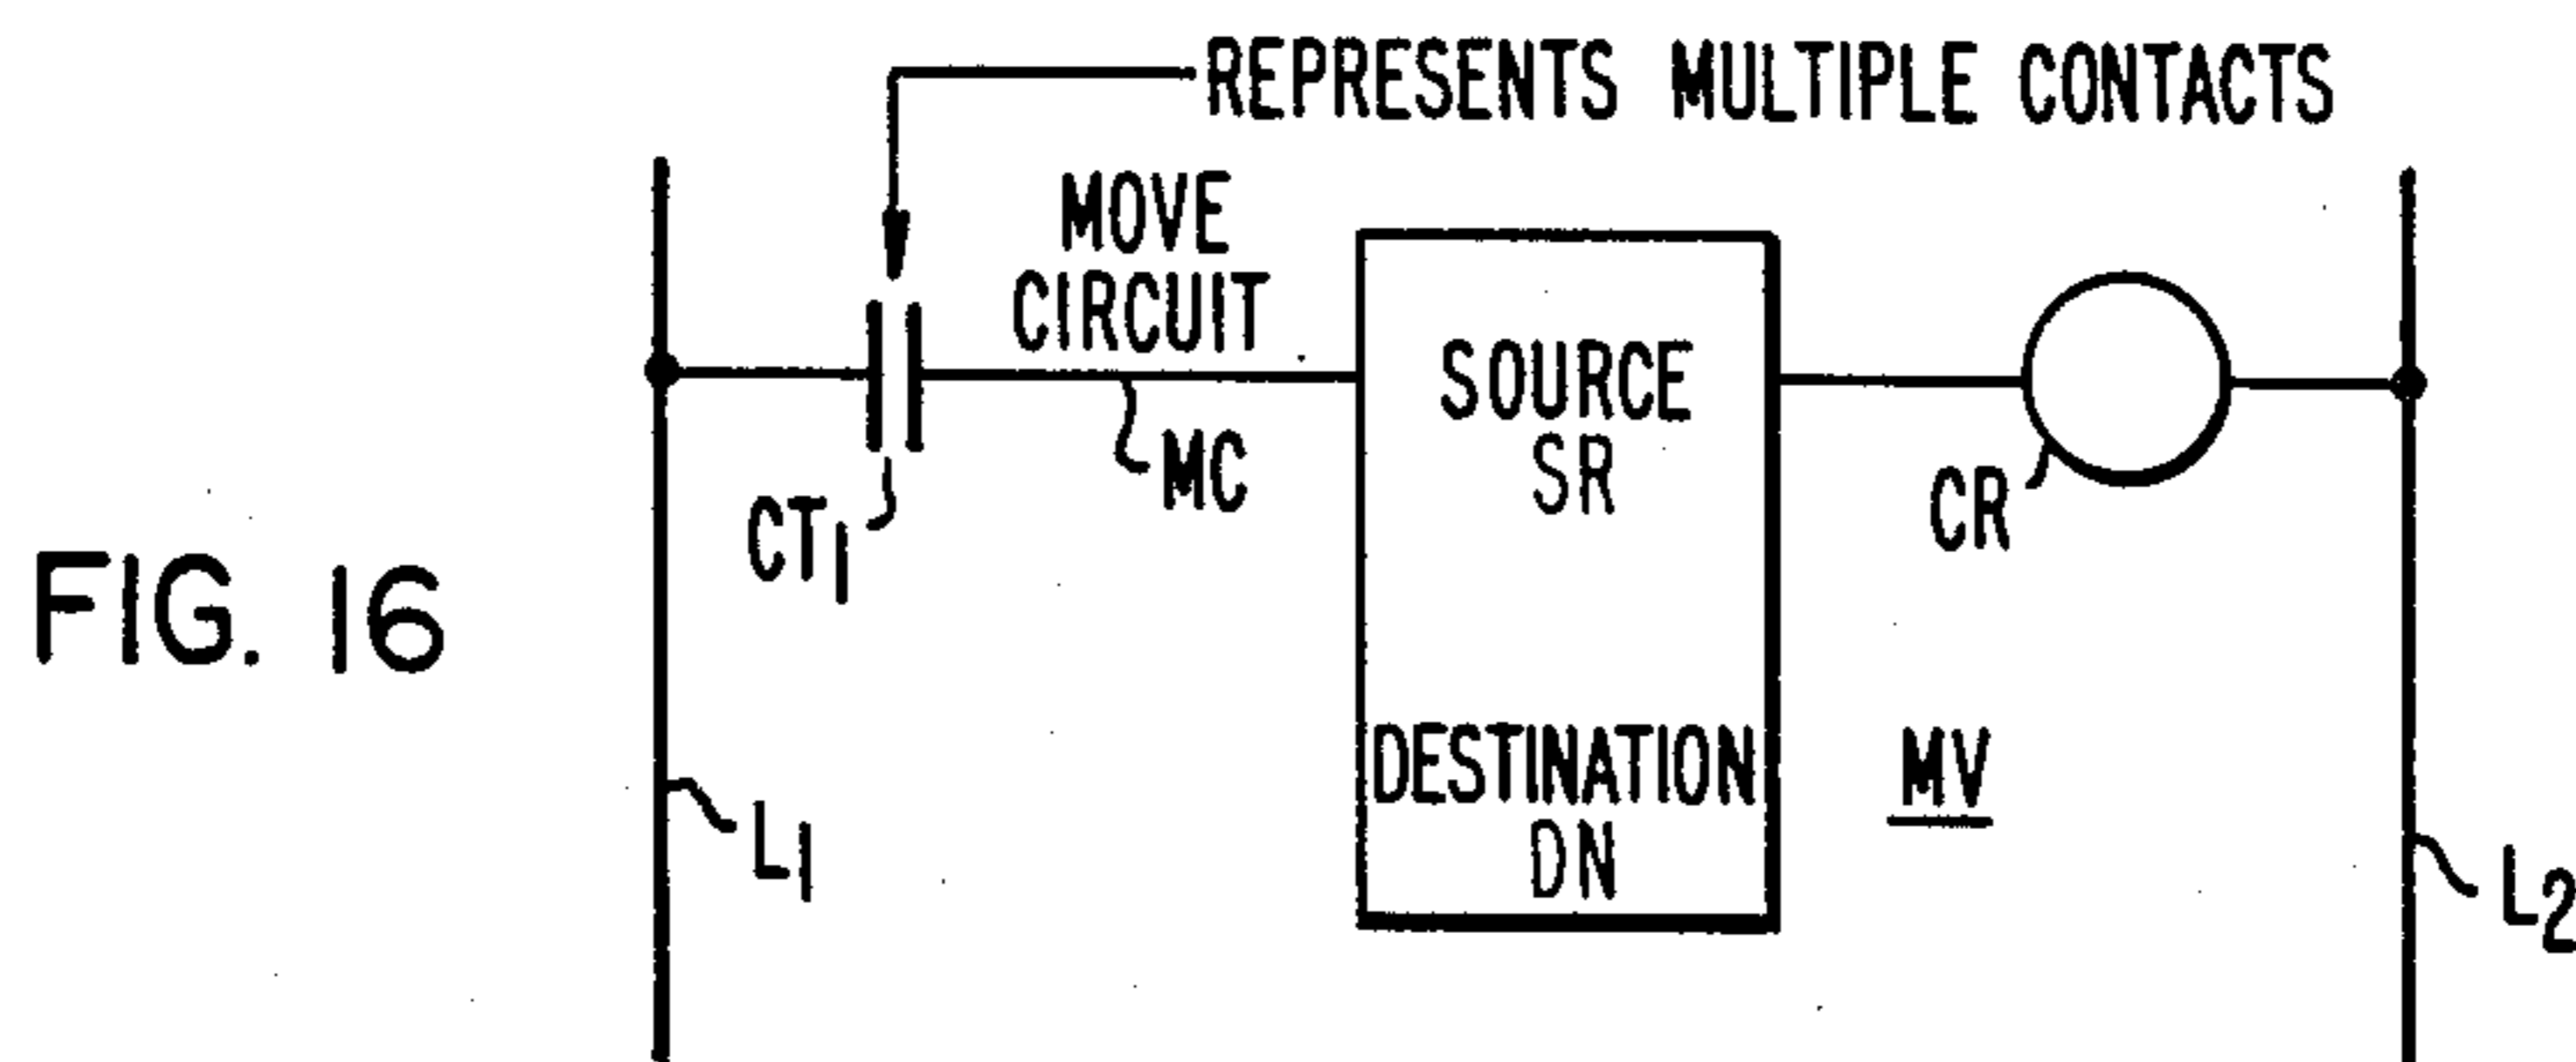 REPRESENTS MULTIPLE CONTACTS
MOVE
CIRCUIT
SOURCE
SR
MC
CR
CT1
FIG. 16
DESTINATION
DN
MV
L1
L2